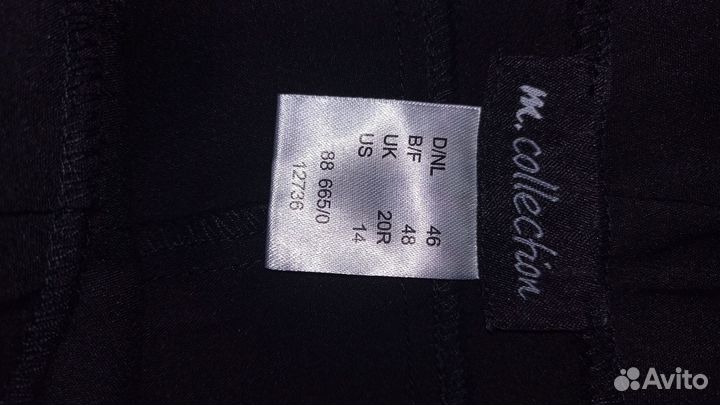 m. collection
D/NL 46
B/F 48
UK 20R
US 14
88 665/0
12736
Avito